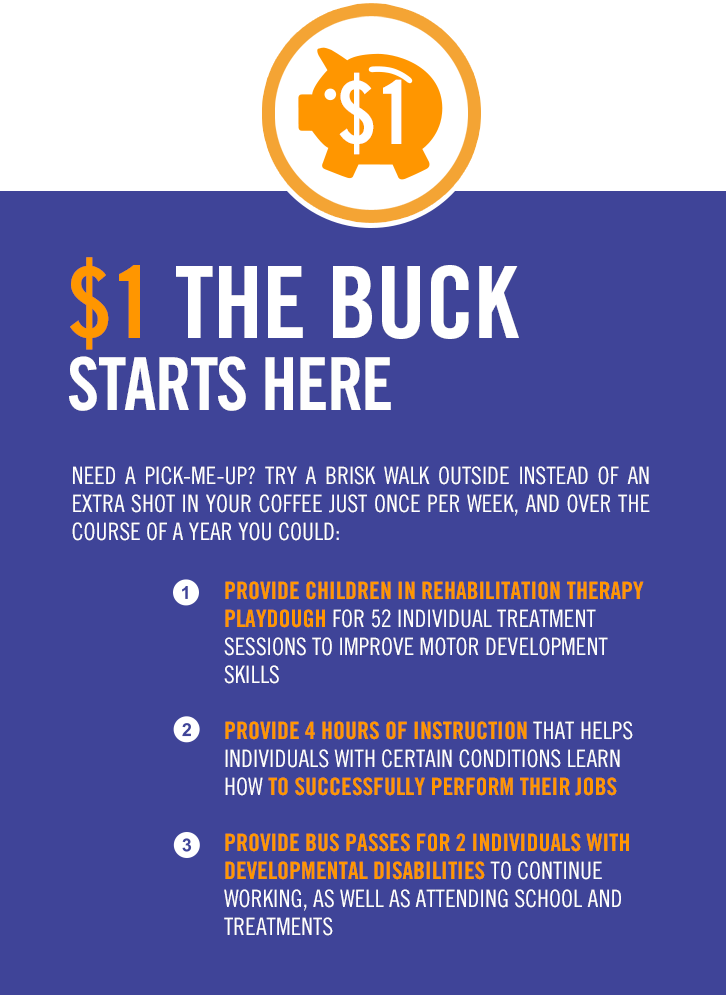 $1
$1 THE BUCK
STARTS HERE
NEED A PICK-ME-UP? TRY A BRISK WALK OUTSIDE INSTEAD OF AN
EXTRA SHOT IN YOUR COFFEE JUST ONCE PER WEEK, AND OVER THE
COURSE OF A YEAR YOU COULD:
1 PROVIDE CHILDREN IN REHABILITATION THERAPY
PLAYDOUGH FOR 52 INDIVIDUAL TREATMENT
SESSIONS TO IMPROVE MOTOR DEVELOPMENT
SKILLS
2 PROVIDE 4 HOURS OF INSTRUCTION THAT HELPS
INDIVIDUALS WITH CERTAIN CONDITIONS LEARN
HOW TO SUCCESSFULLY PERFORM THEIR JOBS
3 PROVIDE BUS PASSES FOR 2 INDIVIDUALS WITH
DEVELOPMENTAL DISABILITIES TO CONTINUE
WORKING, AS WELL AS ATTENDING SCHOOL AND
TREATMENTS